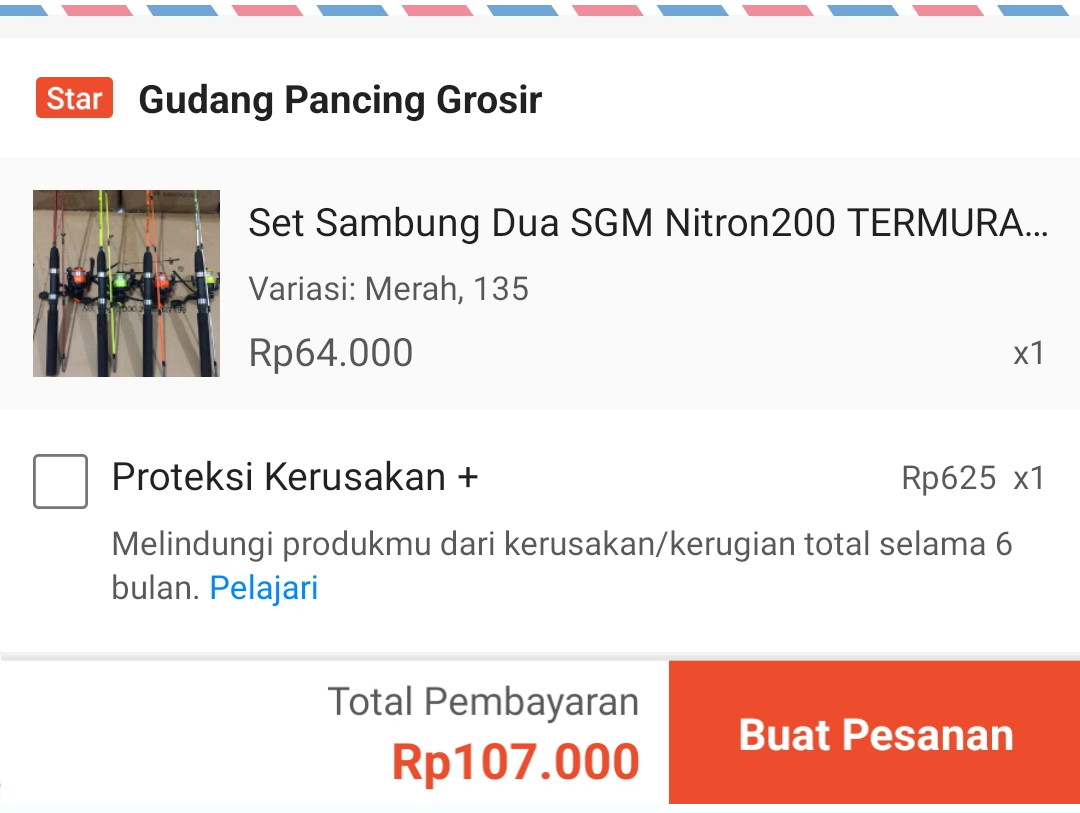 Star Gudang Pancing Grosir
Set Sambung Dua SGM Nitron200 TERMURA...
Variasi: Merah, 135
Rp64.000 x1
Proteksi Kerusakan + Rp625 x1
Melindungi produkmu dari kerusakan/kerugian total selama 6
bulan. Pelajari
Total Pembayaran
Rp107.000
Buat Pesanan